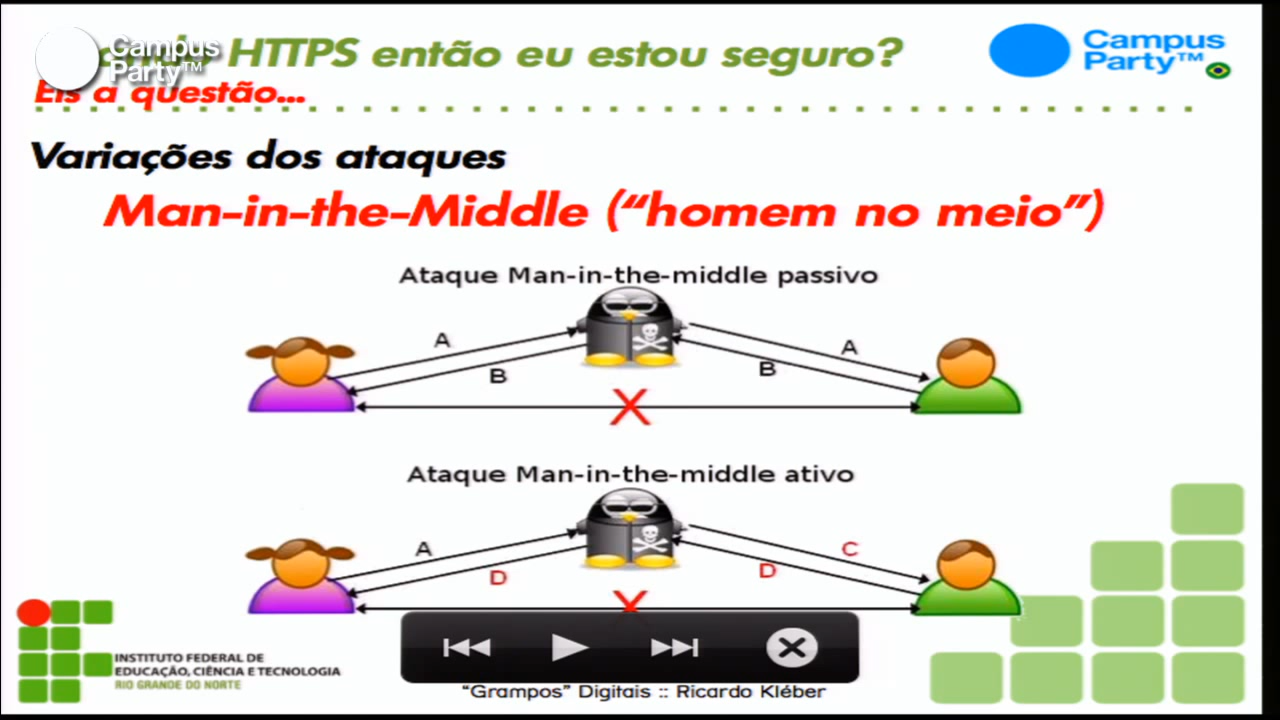 HTTPS então eu estou seguro?
Campus
Party™
Eis a questão...
Campus
Party™
Variações dos ataques
Man-in-the-Middle (“homem no meio”)
Ataque Man-in-the-middle passivo
A
A
B
B
X
Ataque Man-in-the-middle ativo
A
C
D
D
X
INSTITUTO FEDERAL DE
EDUCAÇÃO, CIÊNCIA E TECNOLOGIA
RIO GRANDE DO NORTE
“Grampos” Digitais :: Ricardo Kléber